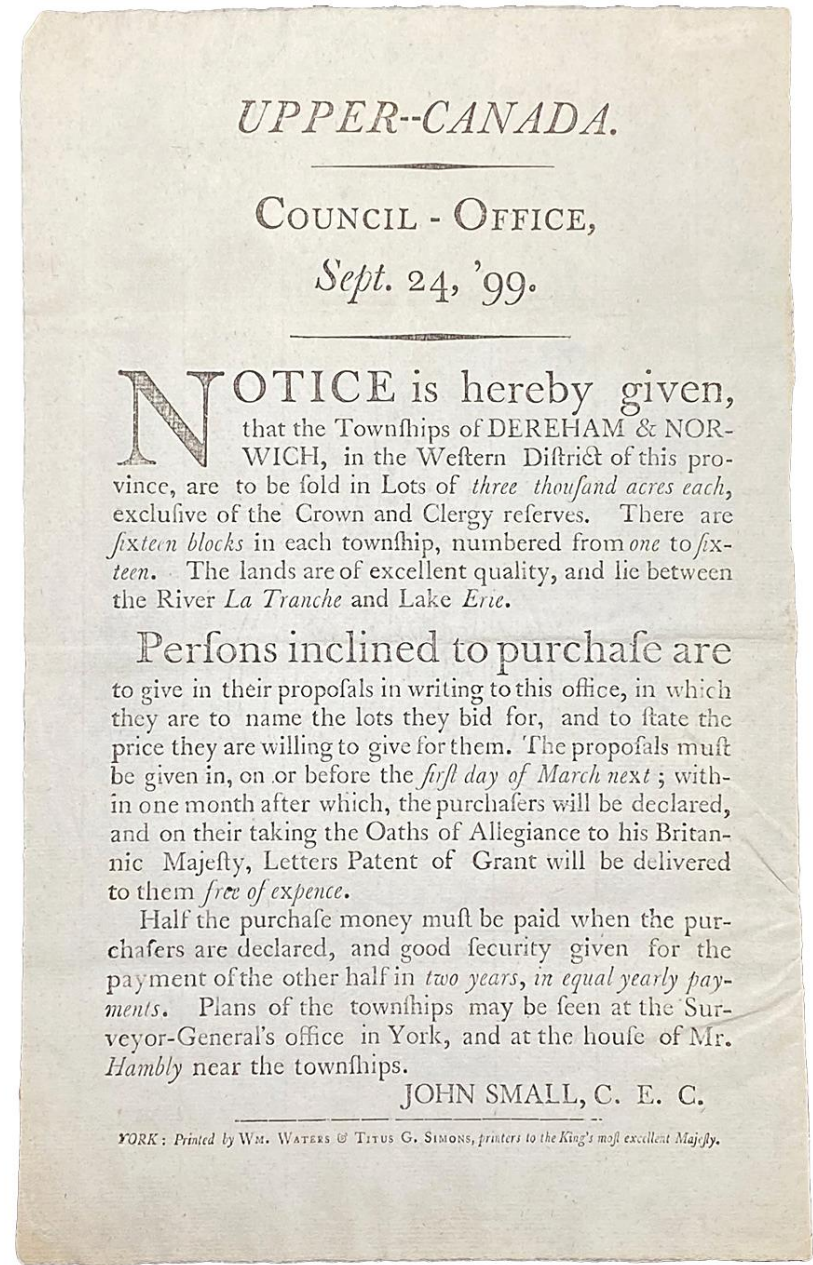 UPPER--CANADA.
COUNCIL - OFFICE,
Sept. 24, '99.
NOTICE is hereby given,
that the Townſhips of DEREHAM & NOR-
WICH, in the Weſtern Diſtrict of this pro-
vince, are to be ſold in Lots of three thouſand acres each,
excluſive of the Crown and Clergy reſerves. There are
ſixteen blocks in each townſhip, numbered from one to ſix-
teen. The lands are of excellent quality, and lie between
the River La Tranche and Lake Erie.
Perſons inclined to purchaſe are
to give in their propoſals in writing to this office, in which
they are to name the lots they bid for, and to ſtate the
price they are willing to give for them. The propoſals muſt
be given in, on or before the firſt day of March next ; with-
in one month after which, the purchaſers will be declared,
and on their taking the Oaths of Allegiance to his Britan-
nic Majeſty, Letters Patent of Grant will be delivered
to them free of expence.
Half the purchaſe money muſt be paid when the pur-
chaſers are declared, and good ſecurity given for the
payment of the other half in two years, in equal yearly pay-
ments. Plans of the townſhips may be ſeen at the Sur-
veyor-General's office in York, and at the houſe of Mr.
Hambly near the townſhips.
JOHN SMALL, C. E. C.
YORK : Printed by WM. WATERS & TITUS G. SIMONS, printers to the King's moſt excellent Majeſty.